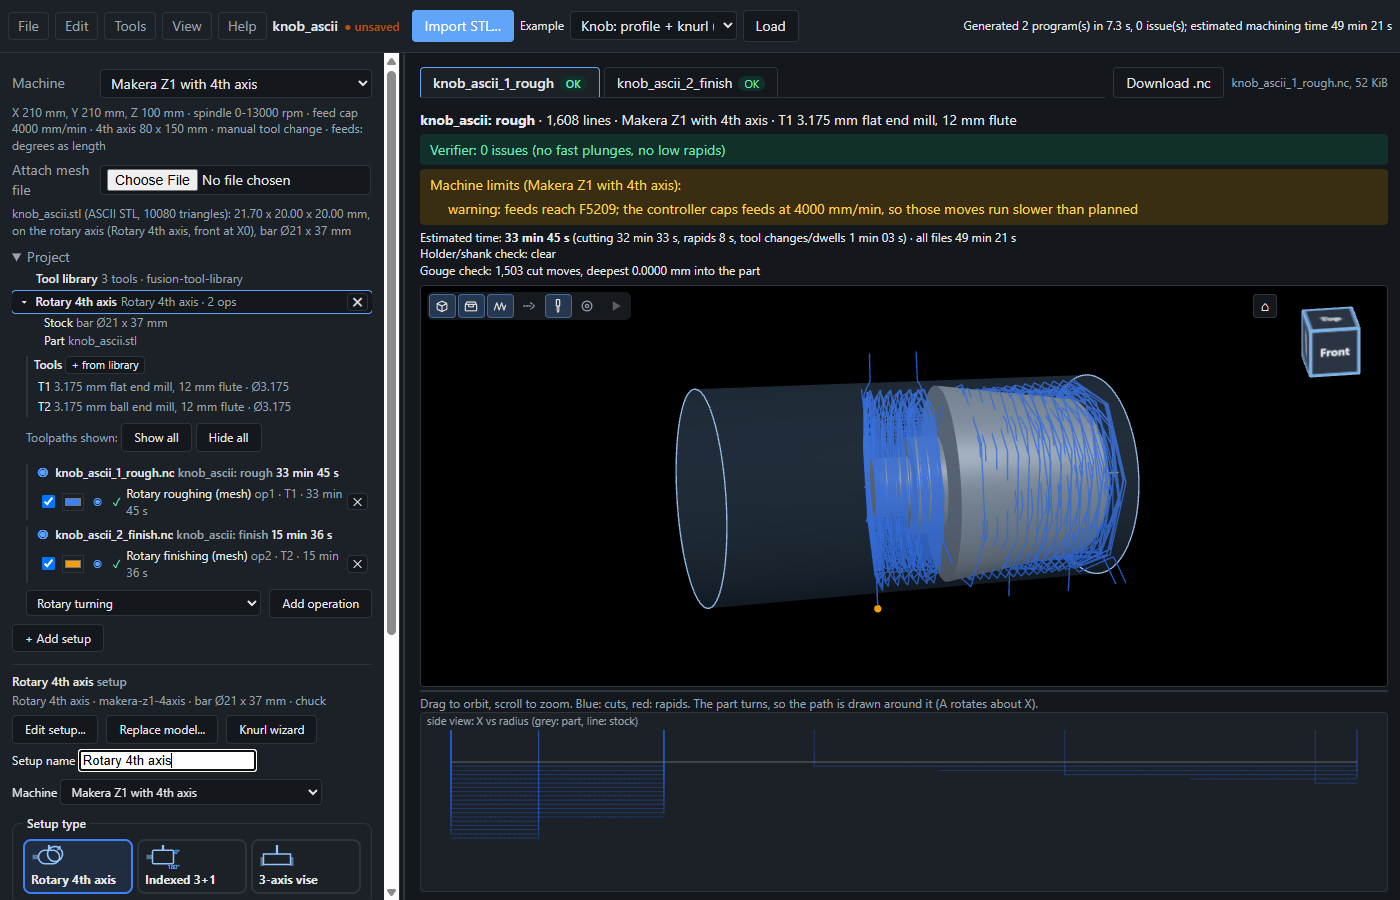 File Edit Tools View Help knob_ascii • unsaved Import STL... Example Knob: profile + knurl Load Generated 2 program(s) in 7.3 s, 0 issue(s); estimated machining time 49 min 21 s
Machine Makera Z1 with 4th axis
X 210 mm, Y 210 mm, Z 100 mm · spindle 0-13000 rpm · feed cap
4000 mm/min · 4th axis 80 x 150 mm · manual tool change · feeds:
degrees as length
Attach mesh
file
Choose File No file chosen
knob_ascii.stl (ASCII STL, 10080 triangles): 21.70 x 20.00 x 20.00 mm,
on the rotary axis (Rotary 4th axis, front at X0), bar Ø21 x 37 mm
Project
Tool library 3 tools · fusion-tool-library
Rotary 4th axis Rotary 4th axis · 2 ops
Stock bar Ø21 x 37 mm
Part knob_ascii.stl
Tools + from library
T1 3.175 mm flat end mill, 12 mm flute · Ø3.175
T2 3.175 mm ball end mill, 12 mm flute · Ø3.175
Toolpaths shown: Show all Hide all
knob_ascii_1_rough.nc knob_ascii: rough 33 min 45 s
Rotary roughing (mesh) op1 · T1 · 33 min
45 s
knob_ascii_2_finish.nc knob_ascii: finish 15 min 36 s
Rotary finishing (mesh) op2 · T2 · 15 min
36 s
Rotary turning Add operation
+ Add setup
Rotary 4th axis setup
Rotary 4th axis · makera-z1-4axis · bar Ø21 x 37 mm · chuck
Edit setup... Replace model... Knurl wizard
Setup name Rotary 4th axis
Machine Makera Z1 with 4th axis
Setup type
180°
Rotary 4th axis Indexed 3+1 3-axis vise
knob_ascii_1_rough OK knob_ascii_2_finish OK Download .nc knob_ascii_1_rough.nc, 52 KiB
knob_ascii: rough · 1,608 lines · Makera Z1 with 4th axis · T1 3.175 mm flat end mill, 12 mm flute
Verifier: 0 issues (no fast plunges, no low rapids)
Machine limits (Makera Z1 with 4th axis):
warning: feeds reach F5209; the controller caps feeds at 4000 mm/min, so those moves run slower than planned
Estimated time: 33 min 45 s (cutting 32 min 33 s, rapids 8 s, tool changes/dwells 1 min 03 s) · all files 49 min 21 s
Holder/shank check: clear
Gouge check: 1,503 cut moves, deepest 0.0000 mm into the part
Top
Front
Drag to orbit, scroll to zoom. Blue: cuts, red: rapids. The part turns, so the path is drawn around it (A rotates about X).
side view: X vs radius (grey: part, line: stock)